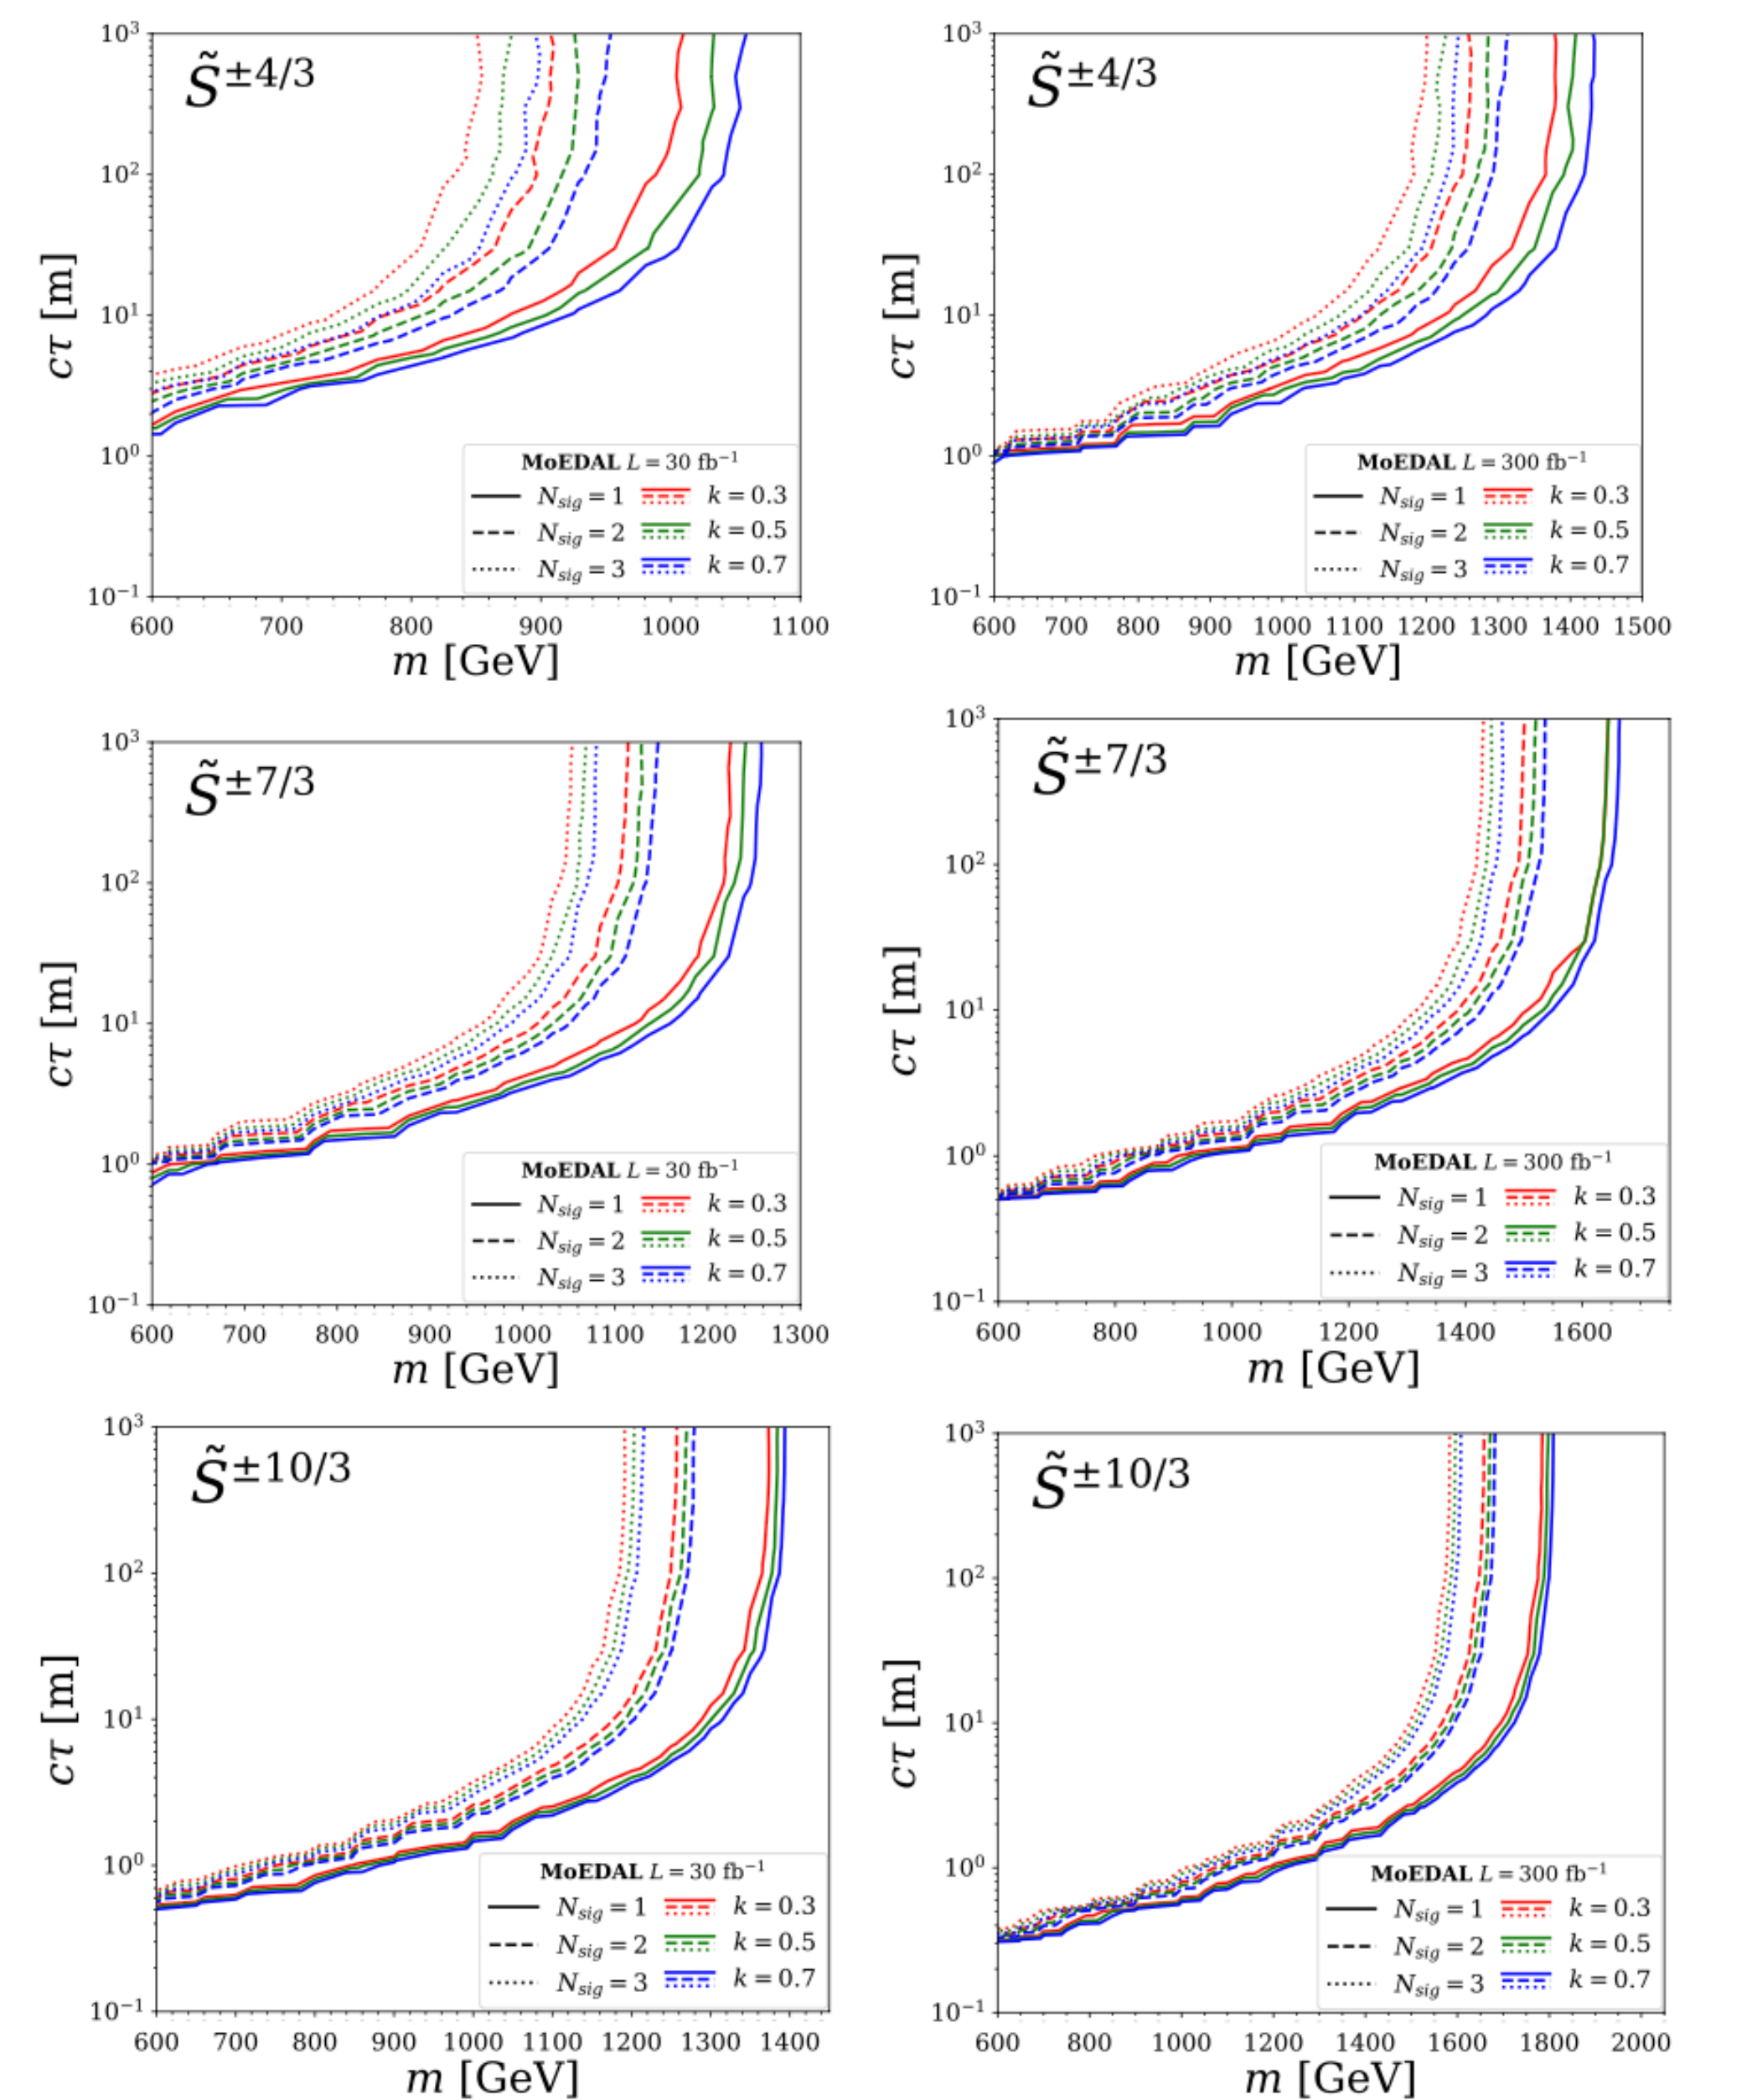 S̃±4/3
10³
10²
10¹
10⁰
10⁻¹
cτ [m]
MoEDAL L = 30 fb⁻¹
N_sig = 1 k = 0.3
N_sig = 2 k = 0.5
N_sig = 3 k = 0.7
600 700 800 900 1000 1100
m [GeV]
S̃±4/3
10³
10²
10¹
10⁰
10⁻¹
cτ [m]
MoEDAL L = 300 fb⁻¹
N_sig = 1 k = 0.3
N_sig = 2 k = 0.5
N_sig = 3 k = 0.7
600 700 800 900 1000 1100 1200 1300 1400 1500
m [GeV]
S̃±7/3
10³
10²
10¹
10⁰
10⁻¹
cτ [m]
MoEDAL L = 30 fb⁻¹
N_sig = 1 k = 0.3
N_sig = 2 k = 0.5
N_sig = 3 k = 0.7
600 700 800 900 1000 1100 1200 1300
m [GeV]
S̃±7/3
10³
10²
10¹
10⁰
10⁻¹
cτ [m]
MoEDAL L = 300 fb⁻¹
N_sig = 1 k = 0.3
N_sig = 2 k = 0.5
N_sig = 3 k = 0.7
600 800 1000 1200 1400 1600
m [GeV]
S̃±10/3
10³
10²
10¹
10⁰
10⁻¹
cτ [m]
MoEDAL L = 30 fb⁻¹
N_sig = 1 k = 0.3
N_sig = 2 k = 0.5
N_sig = 3 k = 0.7
600 700 800 900 1000 1100 1200 1300 1400
m [GeV]
S̃±10/3
10³
10²
10¹
10⁰
10⁻¹
cτ [m]
MoEDAL L = 300 fb⁻¹
N_sig = 1 k = 0.3
N_sig = 2 k = 0.5
N_sig = 3 k = 0.7
600 800 1000 1200 1400 1600 1800 2000
m [GeV]